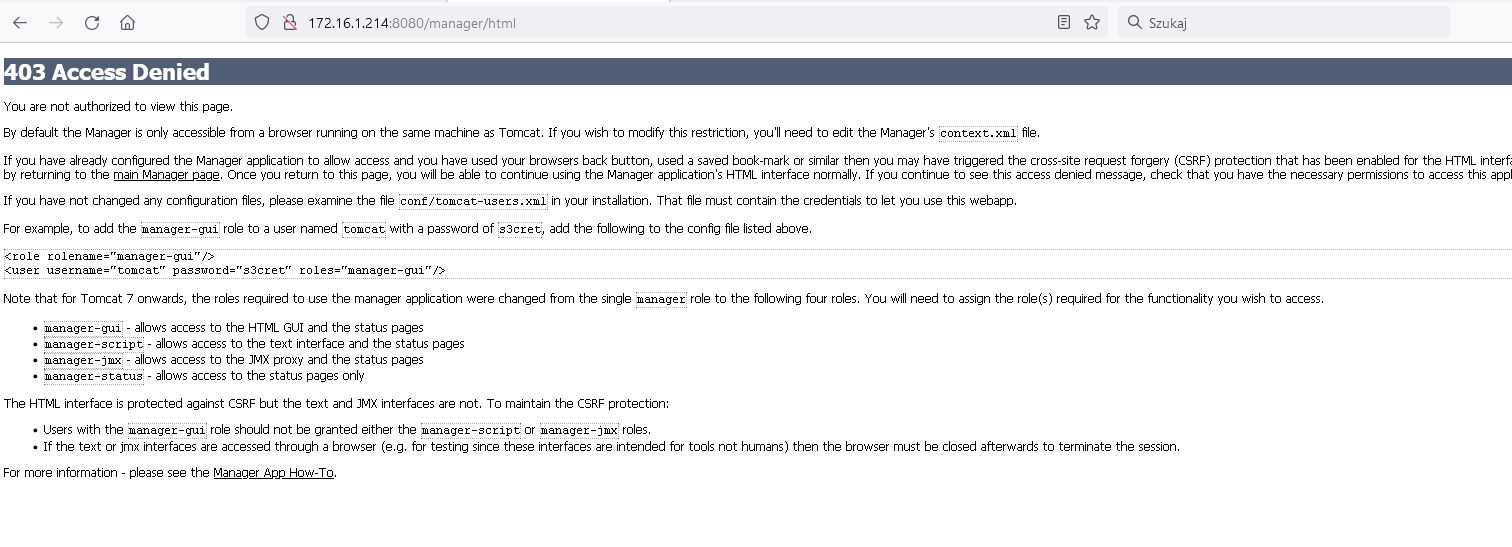 172.16.1.214:8080/manager/html
Szukaj
403 Access Denied
You are not authorized to view this page.
By default the Manager is only accessible from a browser running on the same machine as Tomcat. If you wish to modify this restriction, you'll need to edit the Manager's context.xml file.
If you have already configured the Manager application to allow access and you have used your browsers back button, used a saved book-mark or similar then you may have triggered the cross-site request forgery (CSRF) protection that has been enabled for the HTML
by returning to the main Manager page. Once you return to this page, you will be able to continue using the Manager application's HTML interface normally. If you continue to see this access denied message, check that you have the necessary permissions to access this
If you have not changed any configuration files, please examine the file conf/tomcat-users.xml in your installation. That file must contain the credentials to let you use this webapp.
For example, to add the manager-gui role to a user named tomcat with a password of s3cret, add the following to the config file listed above.
<role rolename="manager-gui"/>
<user username="tomcat" password="s3cret" roles="manager-gui"/>
Note that for Tomcat 7 onwards, the roles required to use the manager application were changed from the single manager role to the following four roles. You will need to assign the role(s) required for the functionality you wish to access.
• manager-gui - allows access to the HTML GUI and the status pages
• manager-script - allows access to the text interface and the status pages
• manager-jmx - allows access to the JMX proxy and the status pages
• manager-status - allows access to the status pages only
The HTML interface is protected against CSRF but the text and JMX interfaces are not. To maintain the CSRF protection:
• Users with the manager-gui role should not be granted either the manager-script or manager-jmx roles.
• If the text or jmx interfaces are accessed through a browser (e.g. for testing since these interfaces are intended for tools not humans) then the browser must be closed afterwards to terminate the session.
For more information - please see the Manager App How-To.